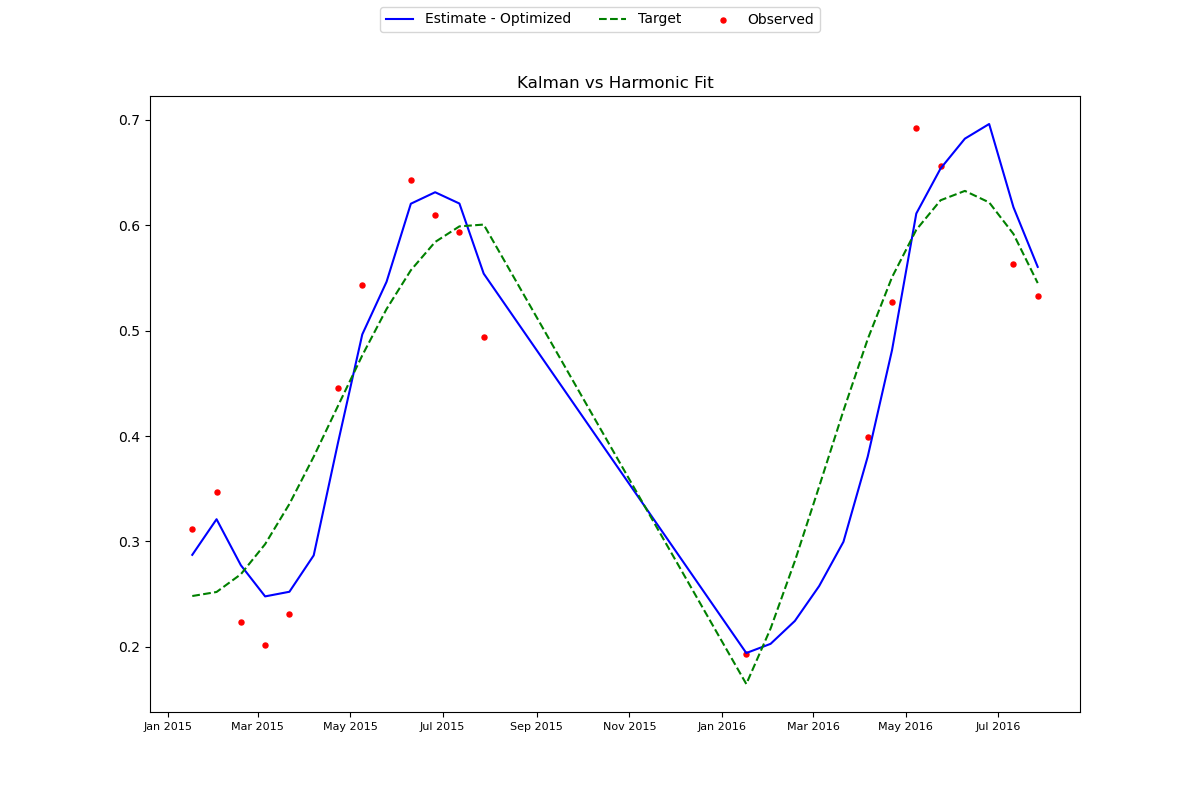 Estimate - Optimized Target Observed
Kalman vs Harmonic Fit
0.7
0.6
0.5
0.4
0.3
0.2
Jan 2015 Mar 2015 May 2015 Jul 2015 Sep 2015 Nov 2015 Jan 2016 Mar 2016 May 2016 Jul 2016